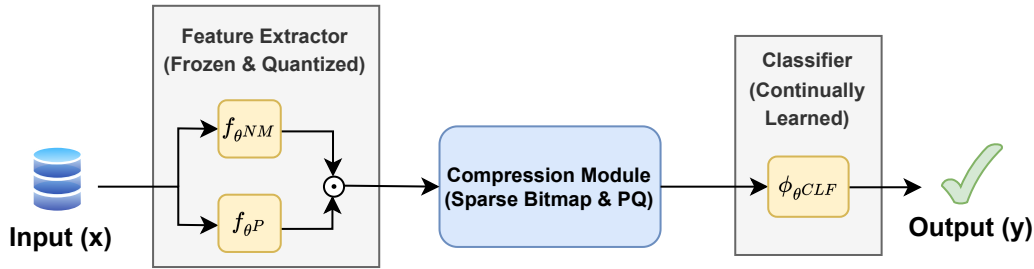 Feature Extractor
(Frozen & Quantized)
f_θ^{NM}
f_θ^{P}
Input (x)
Compression Module
(Sparse Bitmap & PQ)
Classifier
(Continually
Learned)
ϕ_θ^{CLF}
Output (y)